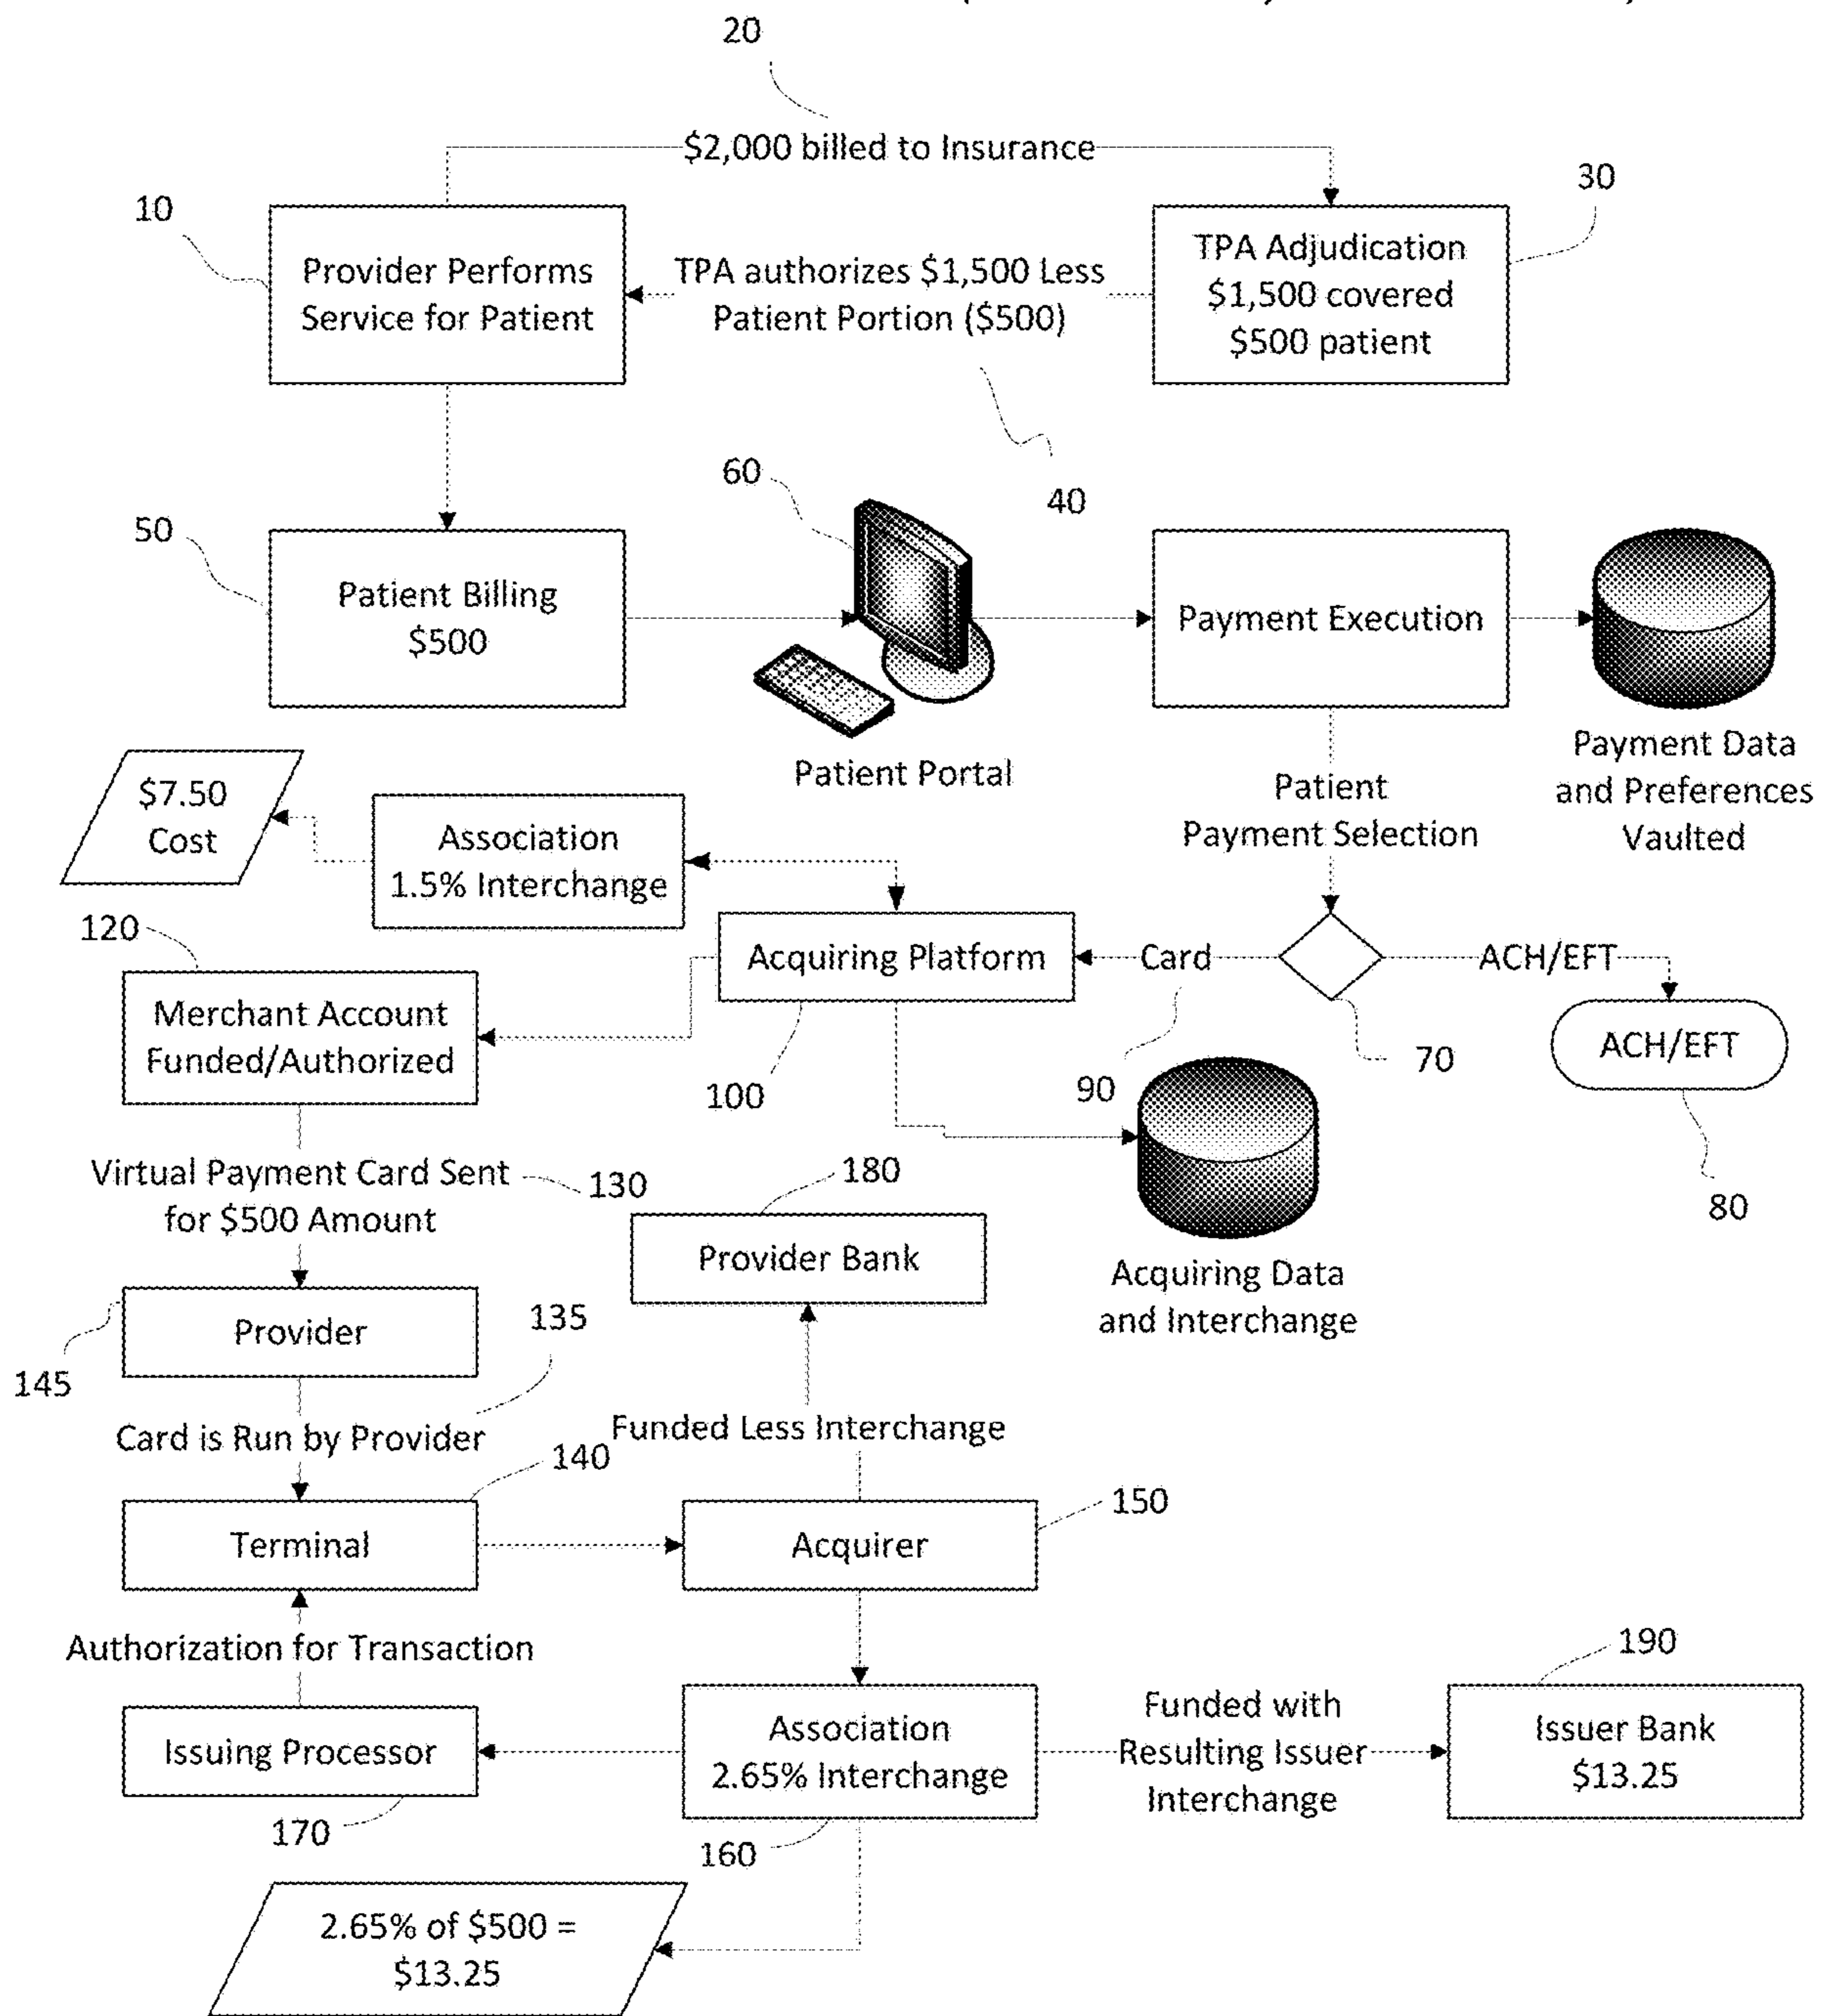 20
$2,000 billed to Insurance
10
30
Provider Performs
Service for Patient
TPA authorizes $1,500 Less
Patient Portion ($500)
TPA Adjudication
$1,500 covered
$500 patient
60
40
50
Patient Billing
$500
Payment Execution
Patient Portal
Payment Data
and Preferences
Vaulted
Patient
Payment Selection
$7.50
Cost
Association
1.5% Interchange
120
Acquiring Platform
Card
ACH/EFT
Merchant Account
Funded/Authorized
100
90
70
ACH/EFT
80
Virtual Payment Card Sent
for $500 Amount
130
180
Provider Bank
Acquiring Data
and Interchange
Provider
135
145
Card is Run by Provider
Funded Less Interchange
140
150
Terminal
Acquirer
Authorization for Transaction
190
Issuing Processor
Association
2.65% Interchange
Funded with
Resulting Issuer
Interchange
Issuer Bank
$13.25
170
160
2.65% of $500 =
$13.25